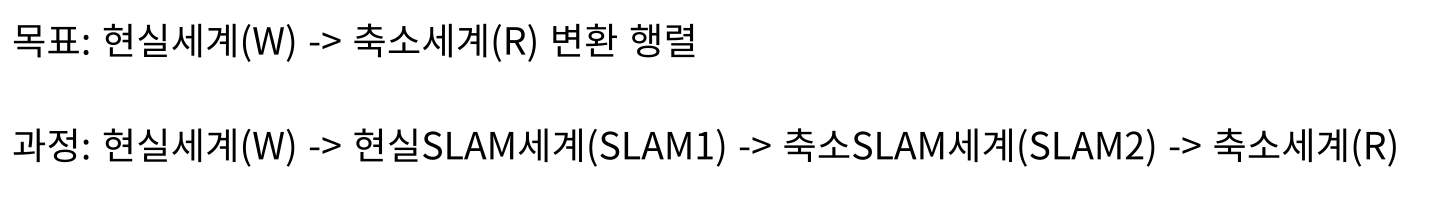 목표: 현실세계(W) -> 축소세계(R) 변환 행렬
과정: 현실세계(W) -> 현실SLAM세계(SLAM1) -> 축소SLAM세계(SLAM2) -> 축소세계(R)